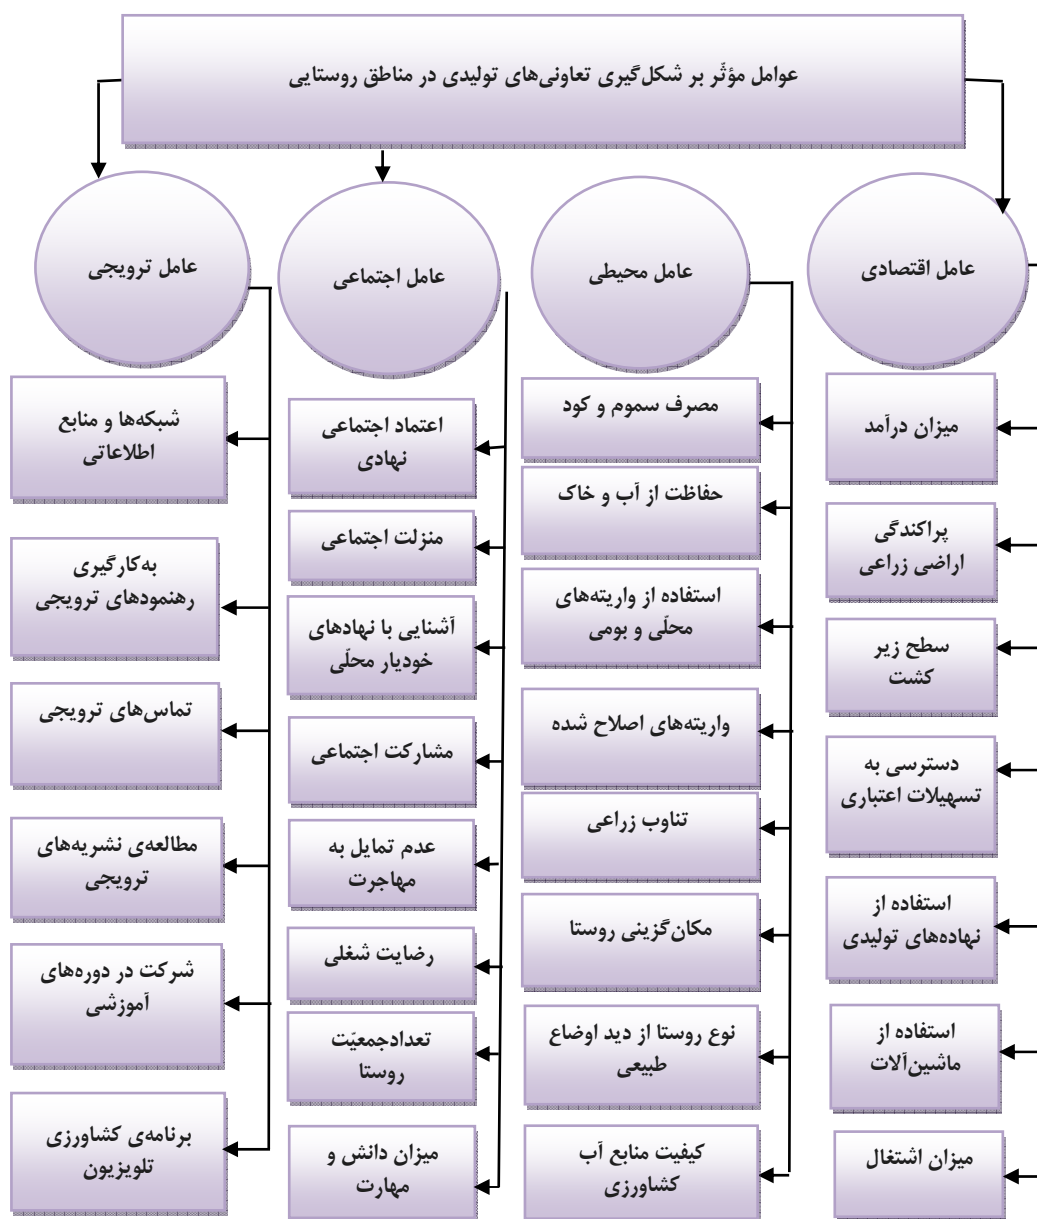 عوامل مؤثّر بر شکل‌گیری تعاونی‌های تولیدی در مناطق روستایی
عامل اقتصادی
میزان درآمد
پراکندگی
اراضی زراعی
سطح زیر
کشت
دسترسی به
تسهیلات اعتباری
استفاده از
نهاده‌های تولیدی
استفاده از
ماشین‌آلات
میزان اشتغال
عامل محیطی
مصرف سموم و کود
حفاظت از آب و خاک
استفاده از واریته‌های
محلّی و بومی
واریته‌های اصلاح شده
تناوب زراعی
مکان‌گزینی روستا
نوع روستا از دید اوضاع
طبیعی
کیفیت منابع آب
کشاورزی
عامل اجتماعی
اعتماد اجتماعی
نهادی
منزلت اجتماعی
آشنایی با نهادهای
خودیار محلّی
مشارکت اجتماعی
عدم تمایل به
مهاجرت
رضایت شغلی
تعدادجمعیّت
روستا
میزان دانش و
مهارت
عامل ترویجی
شبکه‌ها و منابع
اطلاعاتی
به‌کارگیری
رهنمودهای ترویجی
تماس‌های ترویجی
مطالعه‌ی نشریه‌های
ترویجی
شرکت در دوره‌های
آموزشی
برنامه‌ی کشاورزی
تلویزیون